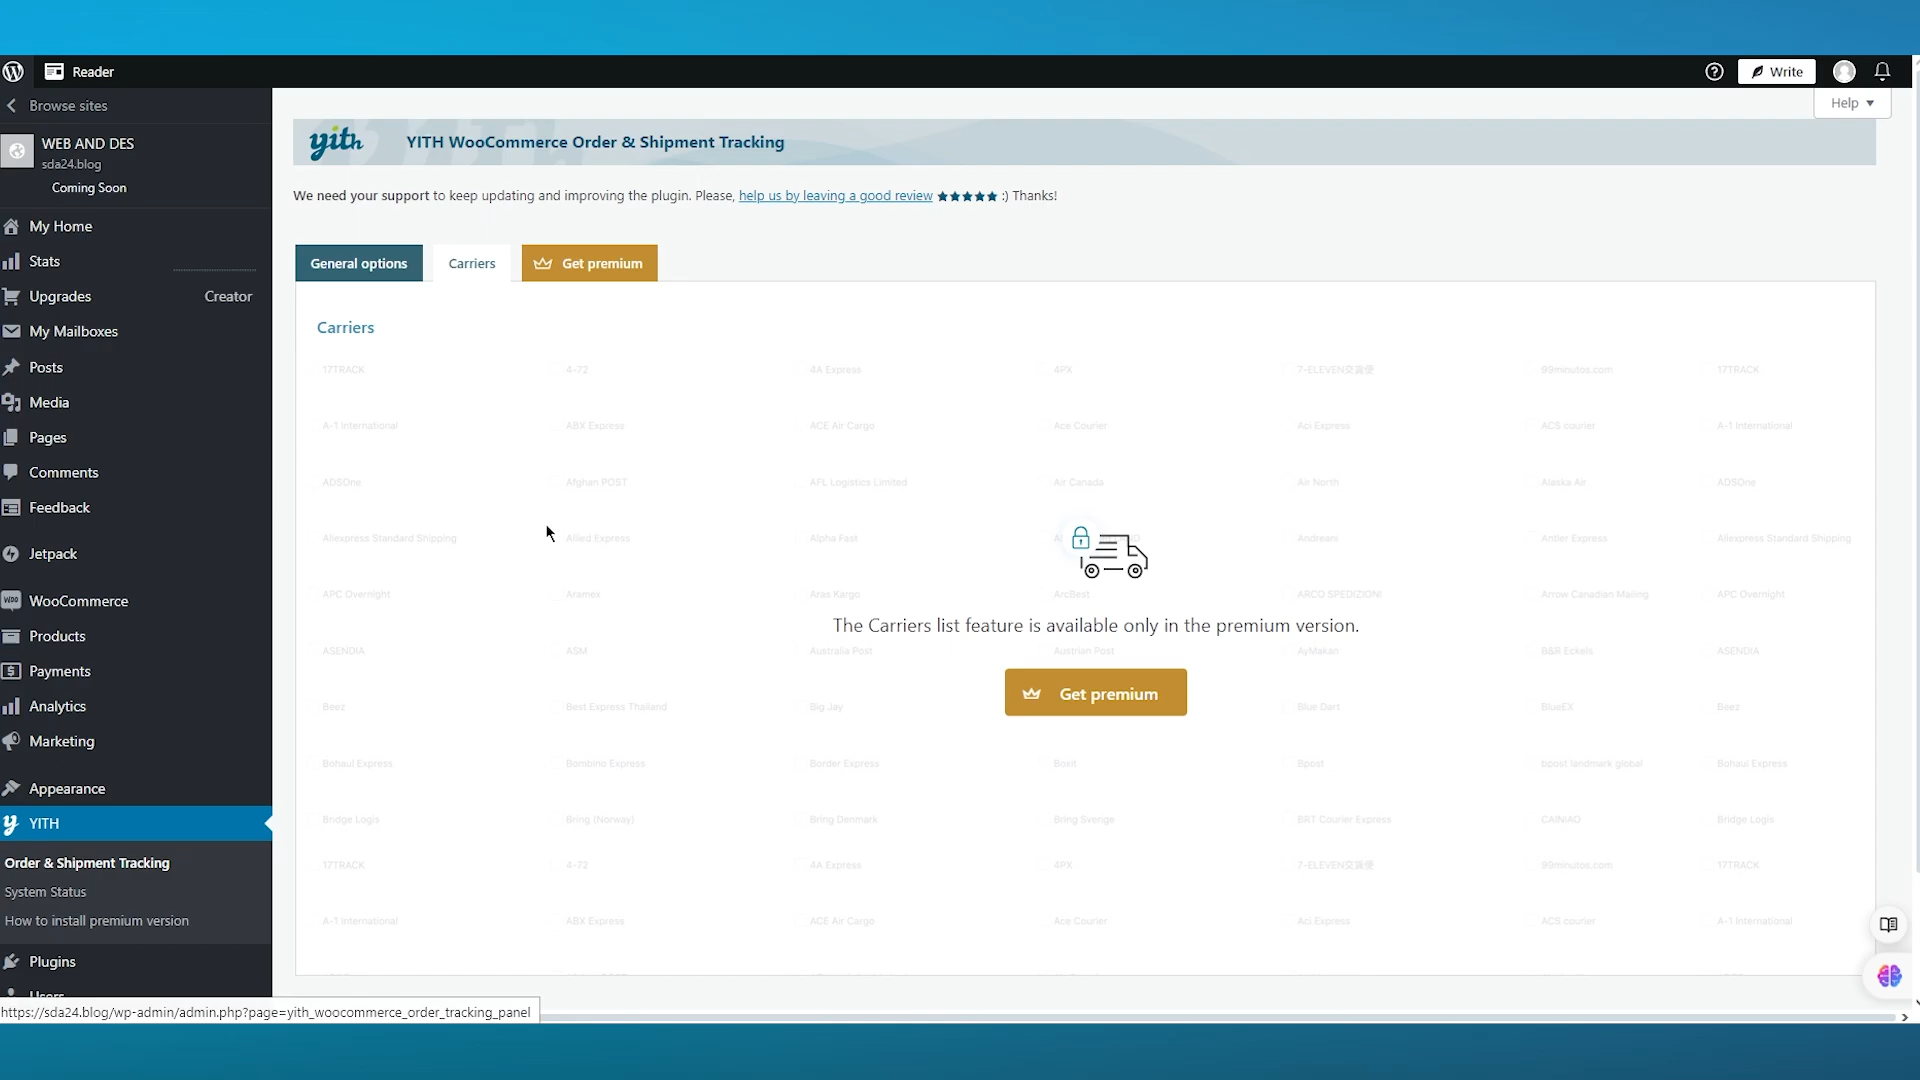 Reader
Write
Browse sites
Help
WEB AND DES
sda24.blog
Coming Soon
yith
YITH WooCommerce Order & Shipment Tracking
We need your support to keep updating and improving the plugin. Please, help us by leaving a good review ★★★★★ :) Thanks!
My Home
Stats
Upgrades Creator
My Mailboxes
Posts
Media
Pages
Comments
Feedback
Jetpack
WooCommerce
Products
Payments
Analytics
Marketing
Appearance
YITH
Order & Shipment Tracking
System Status
How to install premium version
Plugins
Users
General options Carriers Get premium
Carriers
17TRACK 4-72 4A Express 4PX 7-ELEVEN交貨便 99minutos.com 17TRACK
A-1 International ABX Express ACE Air Cargo Ace Courier Aci Express ACS courier A-1 International
ADSOne Afghan POST AFL Logistics Limited Air Canada Air North Alaska Air ADSOne
Aliexpress Standard Shipping Allied Express Alpha Fast Andreani Antler Express Aliexpress Standard Shipping
APC Overnight Aramex Aras Kargo ArcBest ARCO SPEDIZIONI Arrow Canadian Mailing APC Overnight
The Carriers list feature is available only in the premium version.
ASENDIA ASM Australia Post Austrian Post AyMakan B&R Eckels ASENDIA
Get premium
Beez Best Express Thailand Big Jay Blue Dart BlueEX Beez
Bohaul Express Bombino Express Border Express Boxit Bpost bpost landmark global Bohaul Express
Bridge Logis Bring (Norway) Bring Denmark Bring Sverige BRT Courier Express CAINIAO Bridge Logis
17TRACK 4-72 4A Express 4PX 7-ELEVEN交貨便 99minutos.com 17TRACK
A-1 International ABX Express ACE Air Cargo Ace Courier Aci Express ACS courier A-1 International
https://sda24.blog/wp-admin/admin.php?page=yith_woocommerce_order_tracking_panel